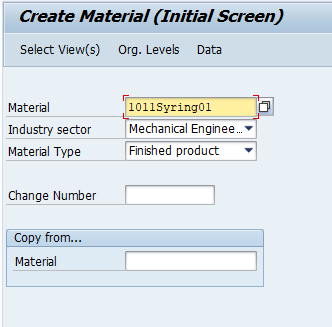 Create Material (Initial Screen)
Select View(s) Org. Levels Data
Material 1011Syring01
Industry sector Mechanical Enginee...
Material Type Finished product
Change Number
Copy from...
Material